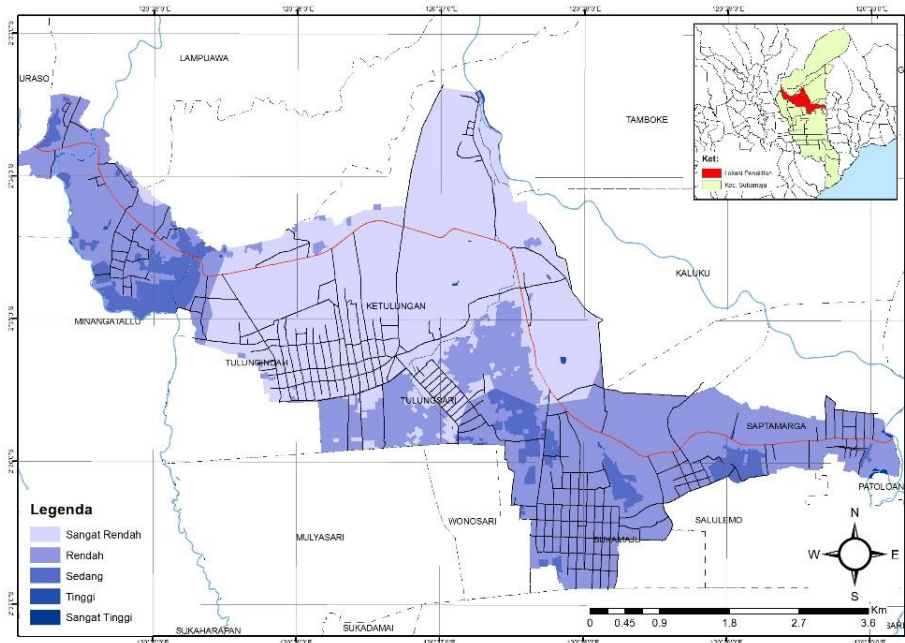 LAMPUAWA
URASO
TAMBOKE
Ket:
Lokasi Penelitian
Kec. Sukamaju
KALUKU
KETULUNGAN
MINANGATALLU
TULUNGINDAH
TULUNGSARI
SAPTAMARGA
PATOLOAN
WONOSARI
SALULEMO
MULYASARI
SUKAMAJU
SUKAHARAPAN
SUKADAMAI
Legenda
Sangat Rendah
Rendah
Sedang
Tinggi
Sangat Tinggi
N
W E
S
Km
0 0.45 0.9 1.8 2.7 3.6